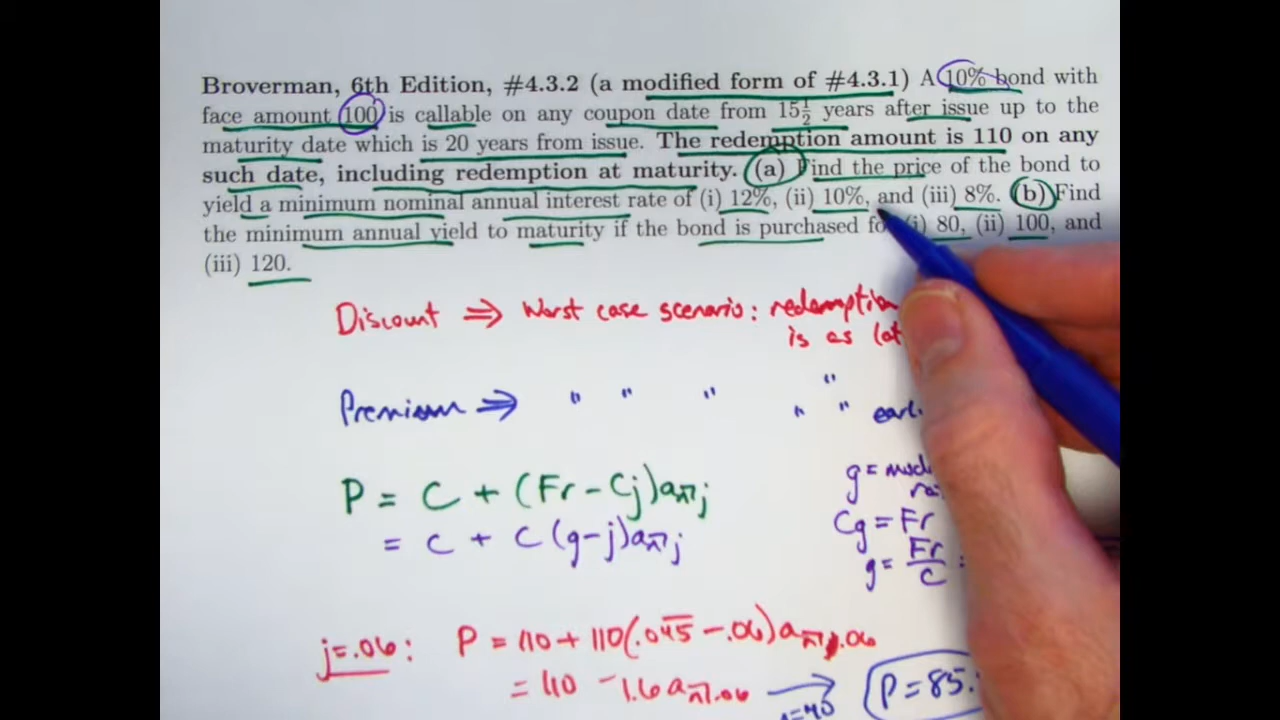 Broverman, 6th Edition, #4.3.2 (a modified form of #4.3.1) A 10% bond with
face amount 100 is callable on any coupon date from 15 1/2 years after issue up to the
maturity date which is 20 years from issue. The redemption amount is 110 on any
such date, including redemption at maturity. (a) Find the price of the bond to
yield a minimum nominal annual interest rate of (i) 12%, (ii) 10%, and (iii) 8%. (b) Find
the minimum annual yield to maturity if the bond is purchased (i) 80, (ii) 100, and
(iii) 120.
Discount ⇒ Worst case scenario: redemption
is as
Premium ⇒ " " " "
" "
P = C + (Fr - Cj)a_n⌉j
= C + C(g-j)a_n⌉j
g =
Cg = Fr
g = Fr/C
j=.06: P = 110 + 110(.04̅5̅ - .06)a_n⌉.06
= 110 - 1.6a_n⌉.06 → P = 85.